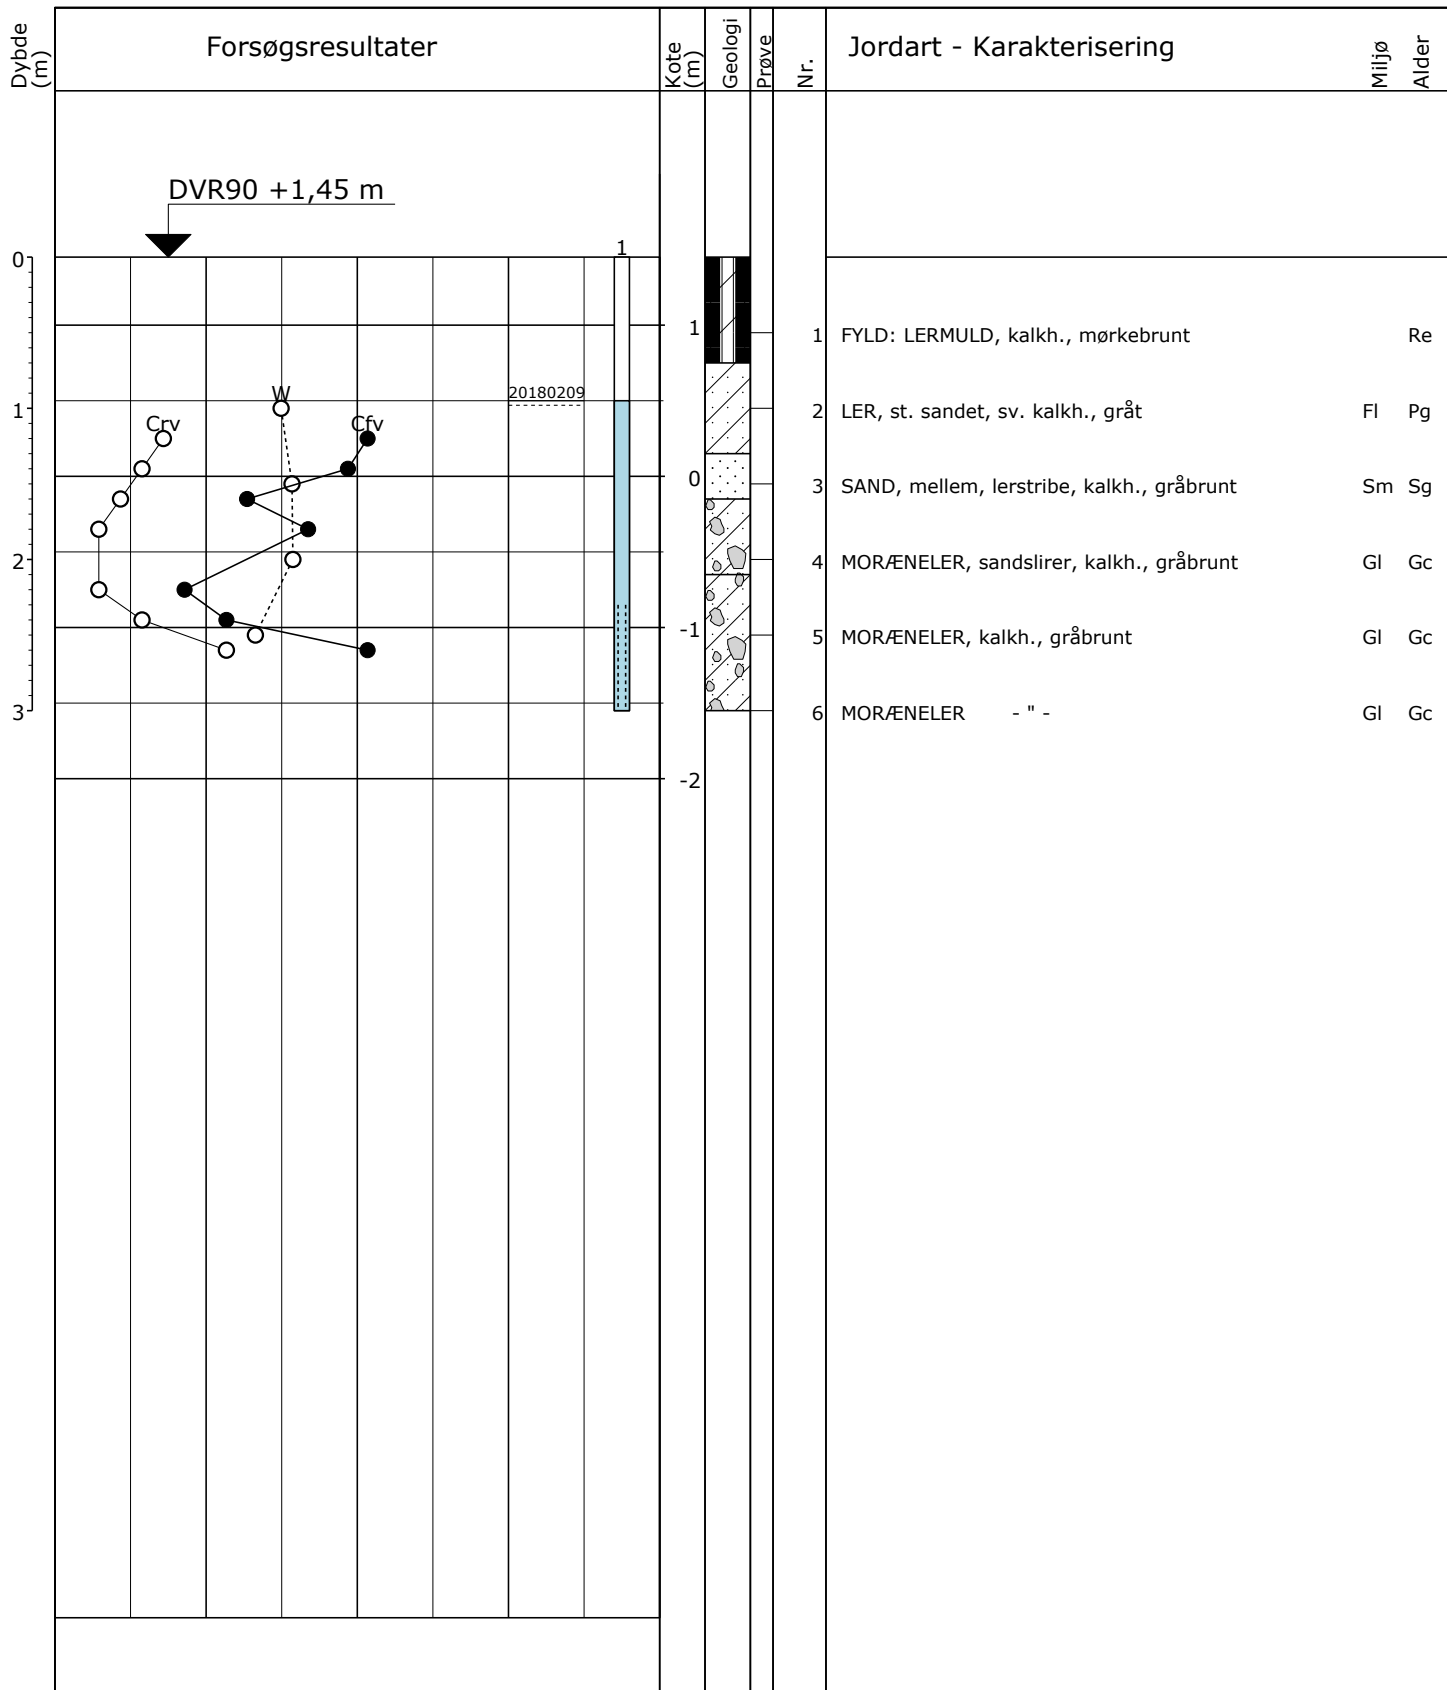 Dybde (m) Forsøgsresultater Kote (m) Geologi Prøve Nr. Jordart - Karakterisering Miljø Alder
DVR90 +1,45 m
0 1
1 1 FYLD: LERMULD, kalkh., mørkebrunt Re
W 20180209
1 2 LER, st. sandet, sv. kalkh., gråt Fl Pg
Crv Cfv
0 3 SAND, mellem, lerstribe, kalkh., gråbrunt Sm Sg
2 4 MORÆNELER, sandslirer, kalkh., gråbrunt Gl Gc
-1 5 MORÆNELER, kalkh., gråbrunt Gl Gc
3 6 MORÆNELER - " - Gl Gc
-2